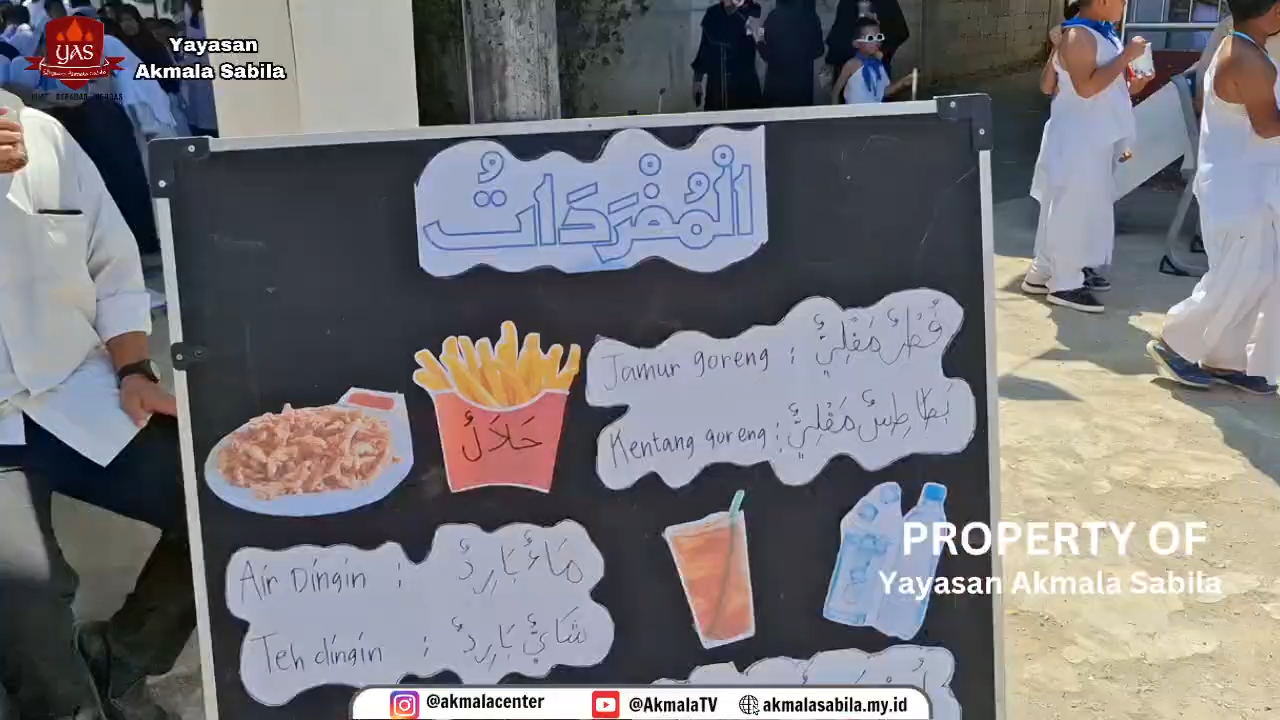 YAS
Yayasan
Akmala Sabila
الْمُفْرَدَاتُ
Jamur goreng : فُطْرٌ مَقْلِيٌّ
Kentang goreng : بَطَاطِسٌ مَقْلِيٌّ
حَلَالٌ
Air Dingin : مَاءٌ بَارِدٌ
Teh dingin : شَايٌ بَارِدٌ
PROPERTY OF
Yayasan Akmala Sabila
@akmalacenter
@AkmalaTV
akmalasabila.my.id